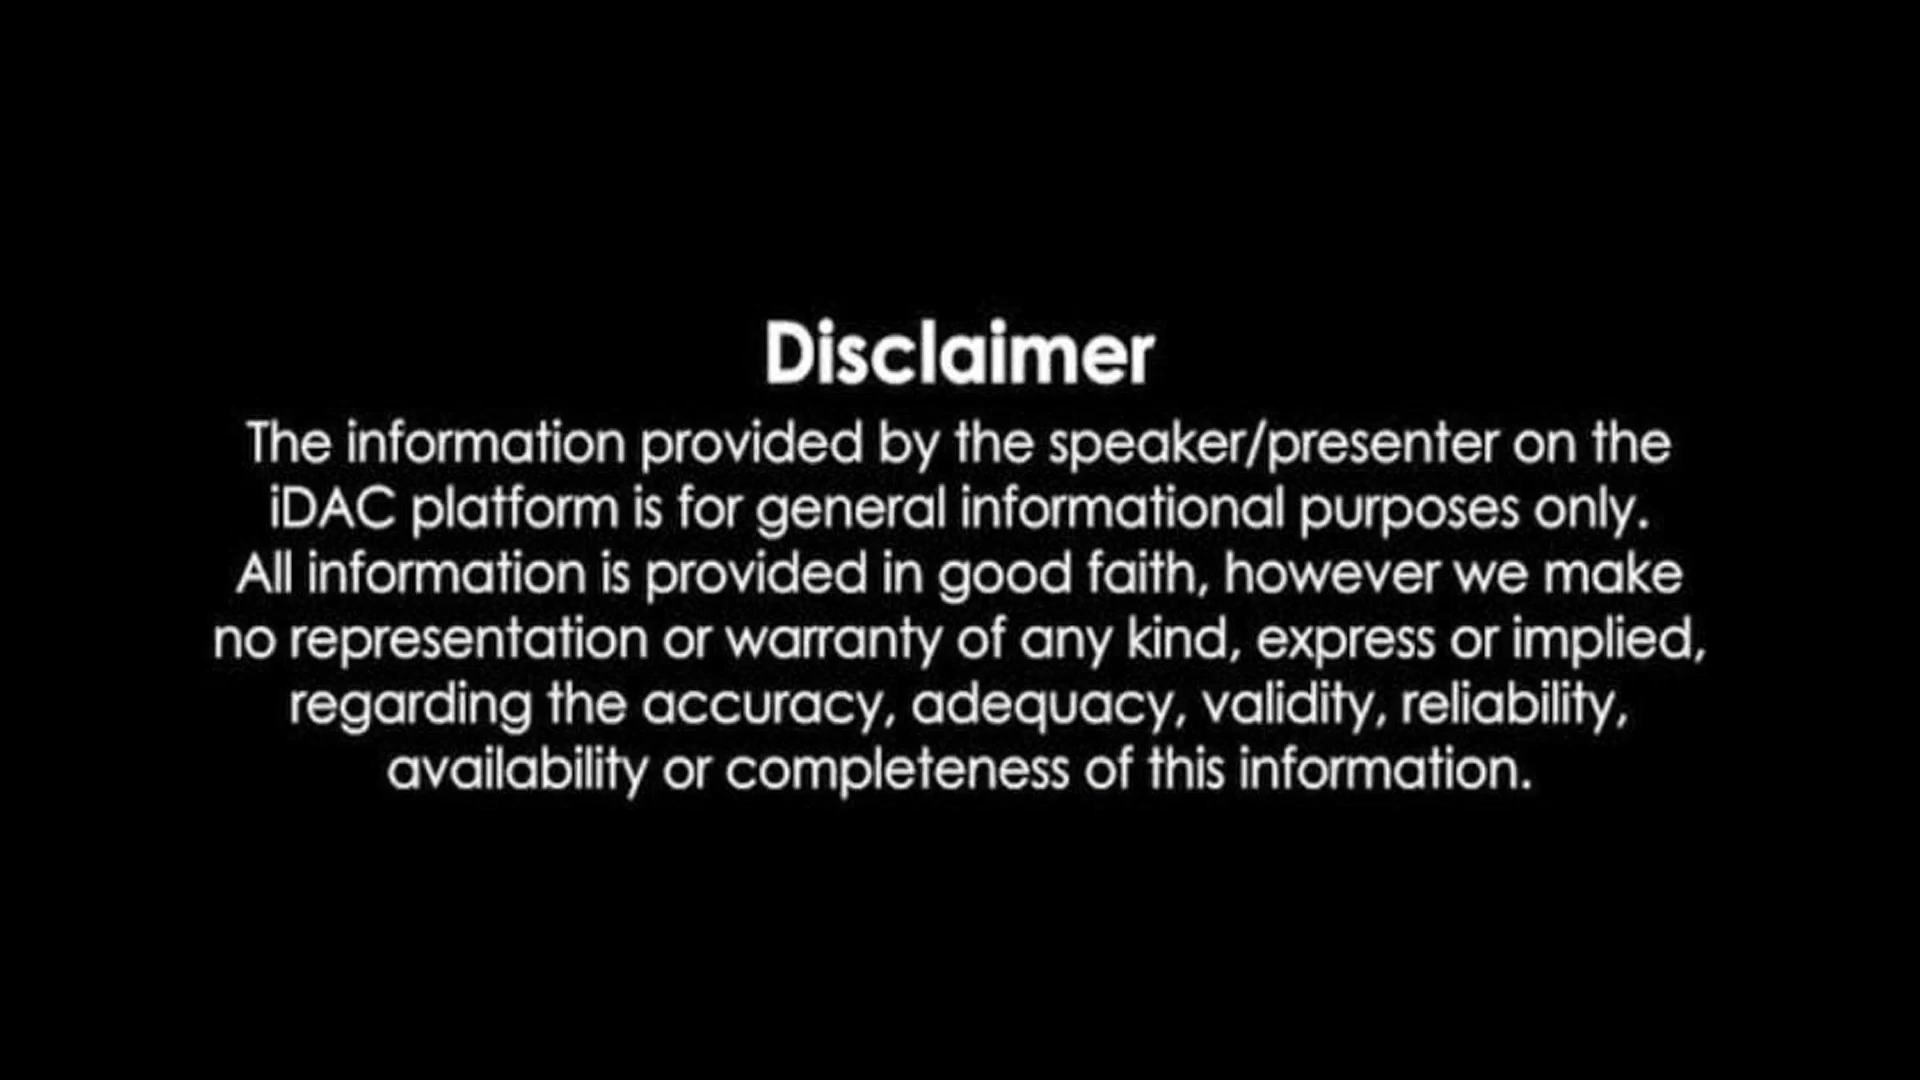 Disclaimer
The information provided by the speaker/presenter on the
iDAC platform is for general informational purposes only.
All information is provided in good faith, however we make
no representation or warranty of any kind, express or implied,
regarding the accuracy, adequacy, validity, reliability,
availability or completeness of this information.